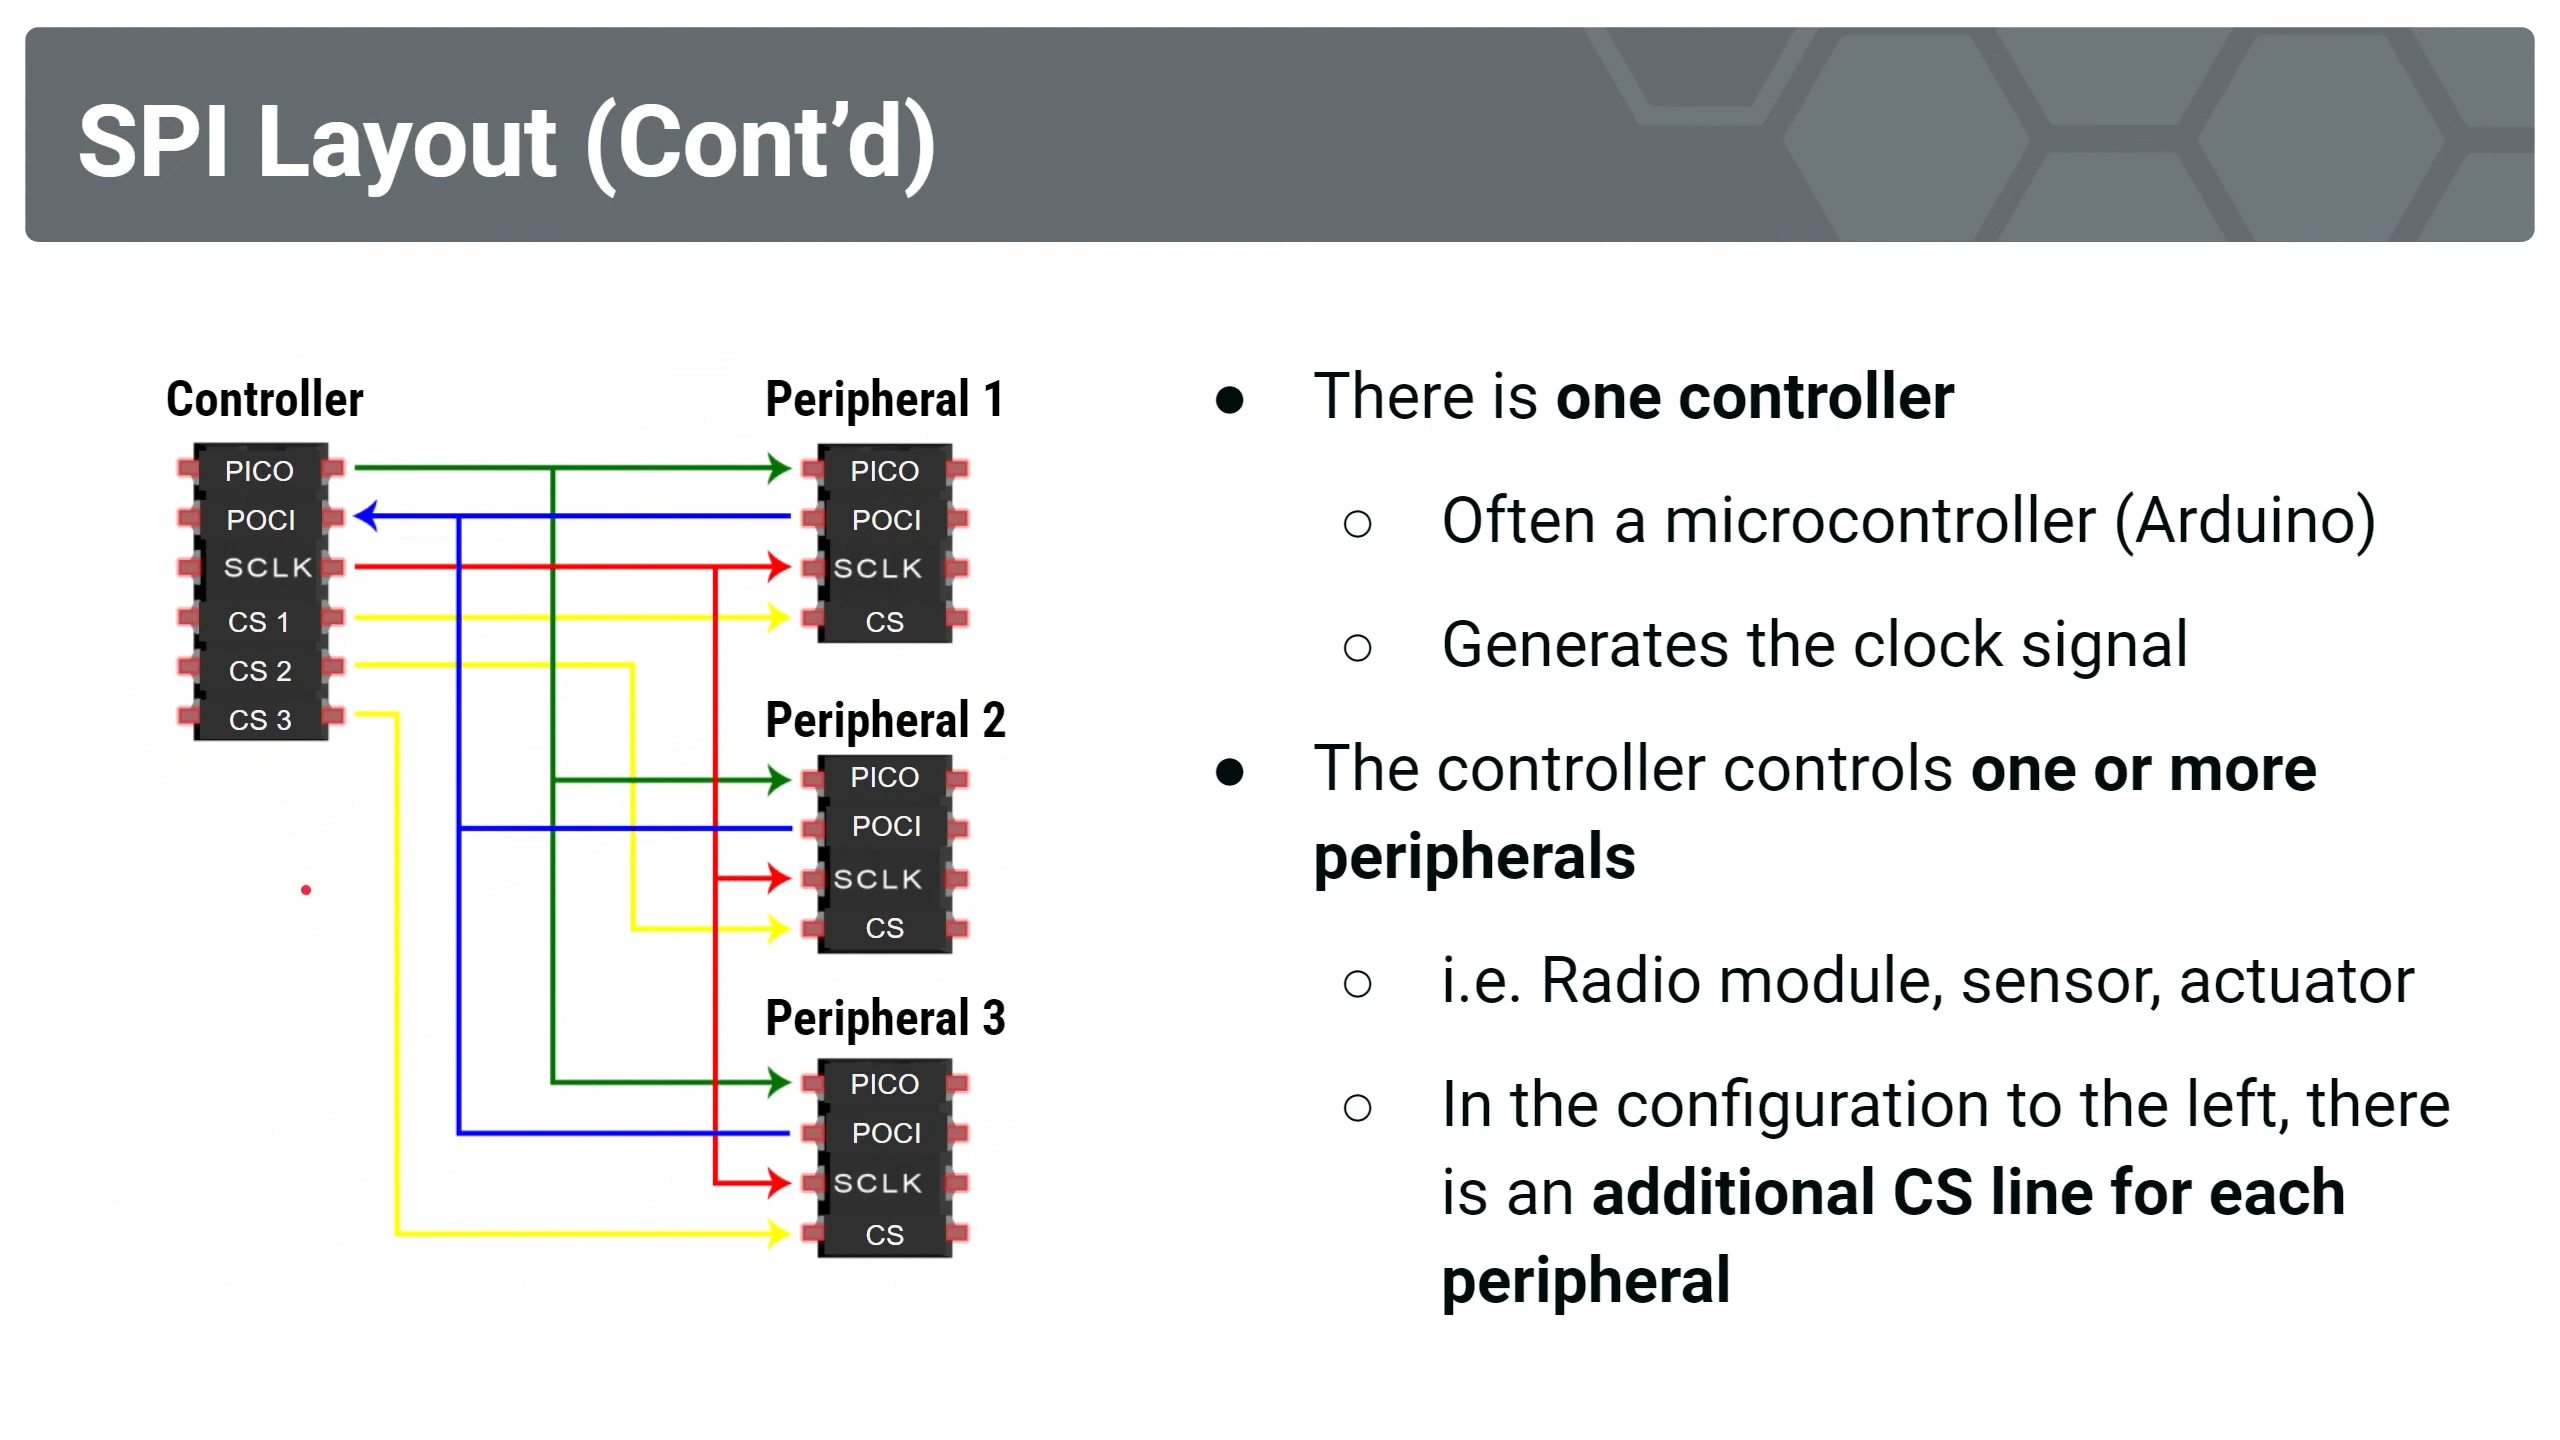 SPI Layout (Cont’d)
Controller
PICO
POCI
SCLK
CS 1
CS 2
CS 3
Peripheral 1
PICO
POCI
SCLK
CS
Peripheral 2
PICO
POCI
SCLK
CS
Peripheral 3
PICO
POCI
SCLK
CS
● There is one controller
○ Often a microcontroller (Arduino)
○ Generates the clock signal
● The controller controls one or more
peripherals
○ i.e. Radio module, sensor, actuator
○ In the configuration to the left, there
is an additional CS line for each
peripheral